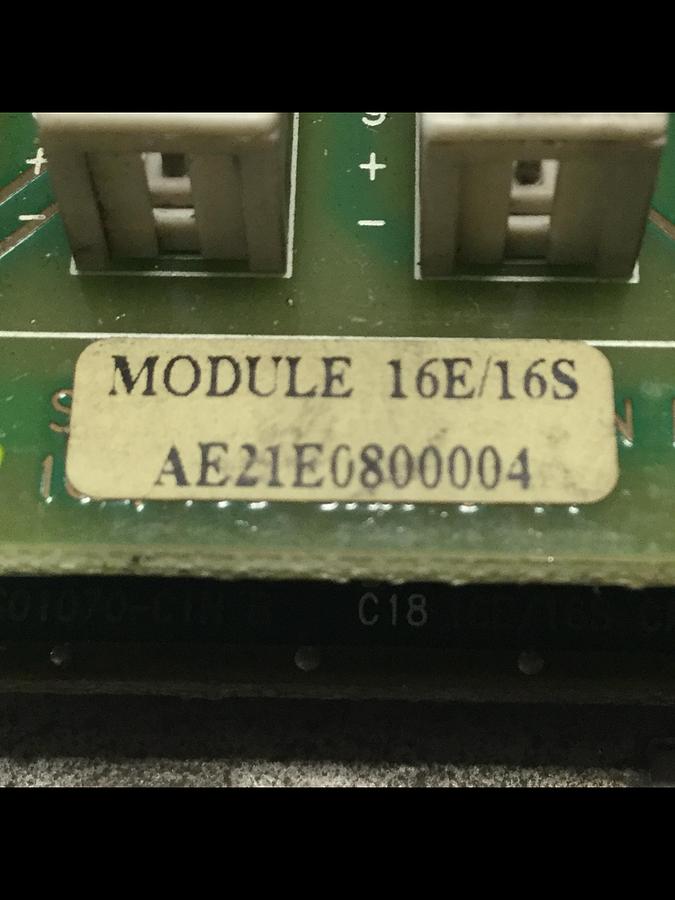 +
+
−
−
MODULE 16E/16S
AE21E0800004
C18